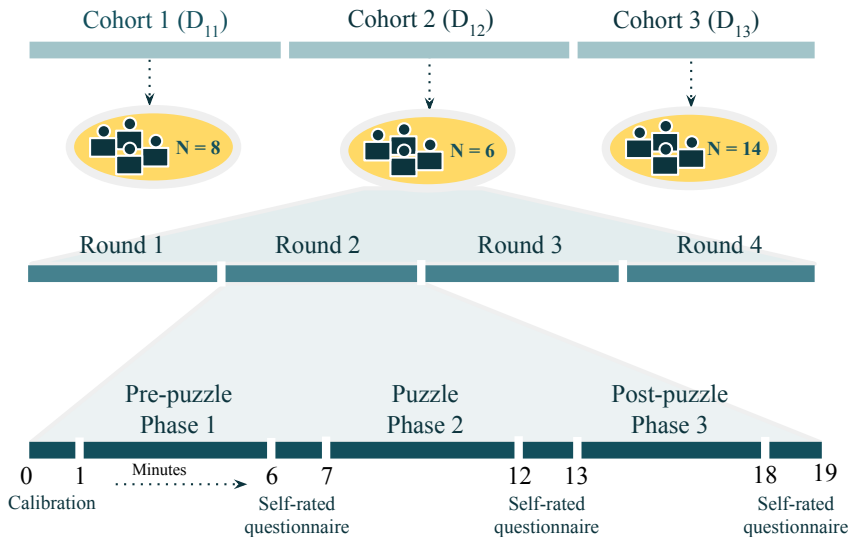 Cohort 1 (D₁₁) Cohort 2 (D₁₂) Cohort 3 (D₁₃)
N = 8 N = 6 N = 14
Round 1 Round 2 Round 3 Round 4
Pre-puzzle Puzzle Post-puzzle
Phase 1 Phase 2 Phase 3
0 1 Minutes 6 7 12 13 18 19
Calibration Self-rated Self-rated Self-rated
questionnaire questionnaire questionnaire